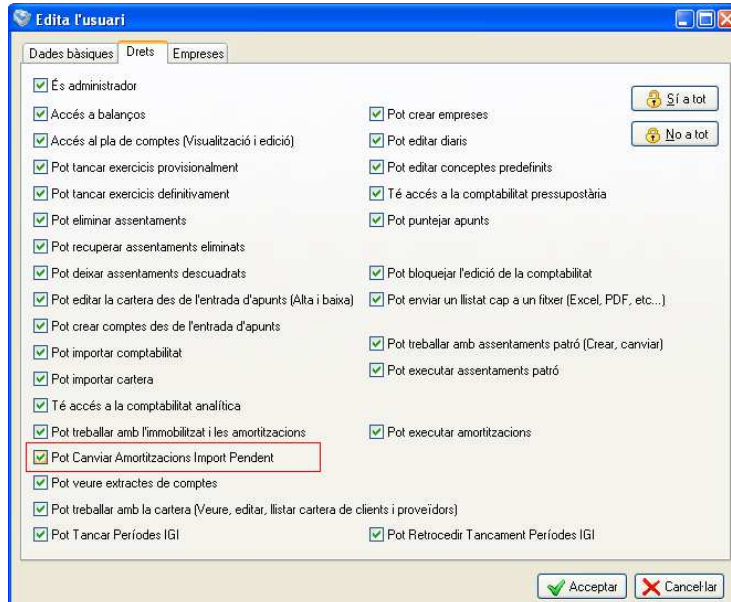 Edita l'usuari
Dades bàsiques Drets Empreses
És administrador
Sí a tot
Accés a balanços Pot crear empreses
No a tot
Accés al pla de comptes (Visualització i edició) Pot editar diaris
Pot tancar exercicis provisionalment Pot editar conceptes predefinits
Pot tancar exercicis definitivament Té accés a la comptabilitat pressupostària
Pot eliminar assentaments Pot puntejar apunts
Pot recuperar assentaments eliminats
Pot deixar assentaments descuadrats Pot bloquejar l'edició de la comptabilitat
Pot editar la cartera des de l'entrada d'apunts (Alta i baixa) Pot enviar un llistat cap a un fitxer (Excel, PDF, etc...)
Pot crear comptes des de l'entrada d'apunts
Pot importar comptabilitat Pot treballar amb assentaments patró (Crear, canviar)
Pot importar cartera Pot executar assentaments patró
Té accés a la comptabilitat analítica
Pot treballar amb l'immobilitzat i les amortitzacions Pot executar amortitzacions
Pot Canviar Amortitzacions Import Pendent
Pot veure extractes de comptes
Pot treballar amb la cartera (Veure, editar, llistar cartera de clients i proveïdors)
Pot Tancar Períodes IGI Pot Retrocedir Tancament Períodes IGI
Acceptar Cancel·lar